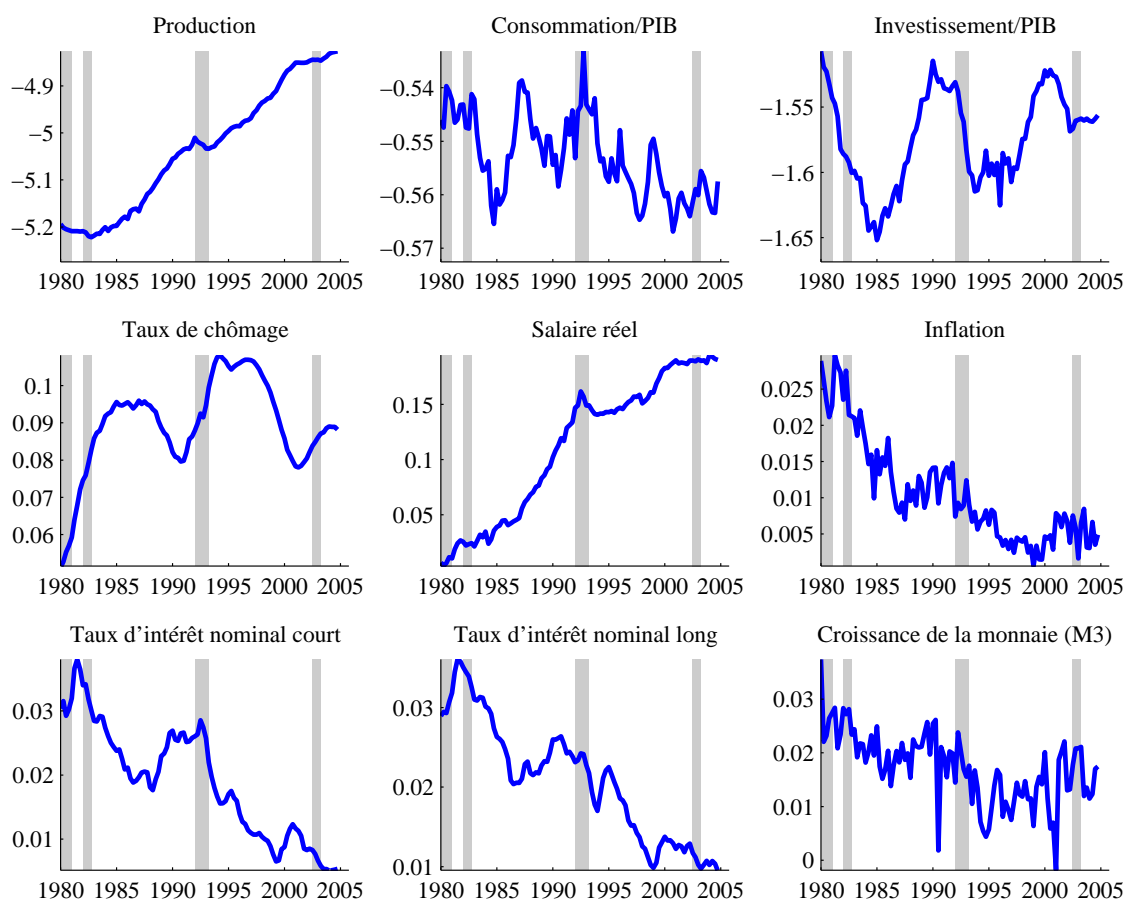 Production
Consommation/PIB
Investissement/PIB
−4.9
−5
−5.1
−5.2
1980 1985 1990 1995 2000 2005
−0.54
−0.55
−0.56
−0.57
1980 1985 1990 1995 2000 2005
−1.55
−1.6
−1.65
1980 1985 1990 1995 2000 2005
Taux de chômage
Salaire réel
Inflation
0.1
0.09
0.08
0.07
0.06
1980 1985 1990 1995 2000 2005
0.15
0.1
0.05
1980 1985 1990 1995 2000 2005
0.025
0.02
0.015
0.01
0.005
1980 1985 1990 1995 2000 2005
Taux d’intérêt nominal court
Taux d’intérêt nominal long
Croissance de la monnaie (M3)
0.03
0.02
0.01
1980 1985 1990 1995 2000 2005
0.03
0.02
0.01
1980 1985 1990 1995 2000 2005
0.03
0.02
0.01
0
1980 1985 1990 1995 2000 2005